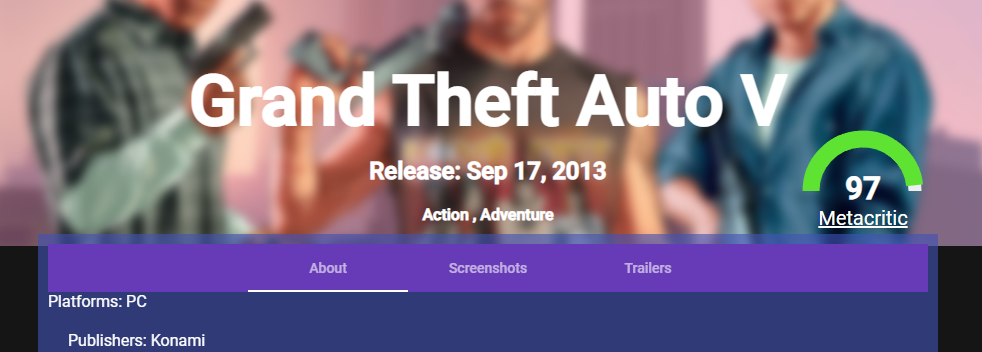 Grand Theft Auto V
Release: Sep 17, 2013
Action , Adventure
97
Metacritic
About Screenshots Trailers
Platforms: PC
Publishers: Konami